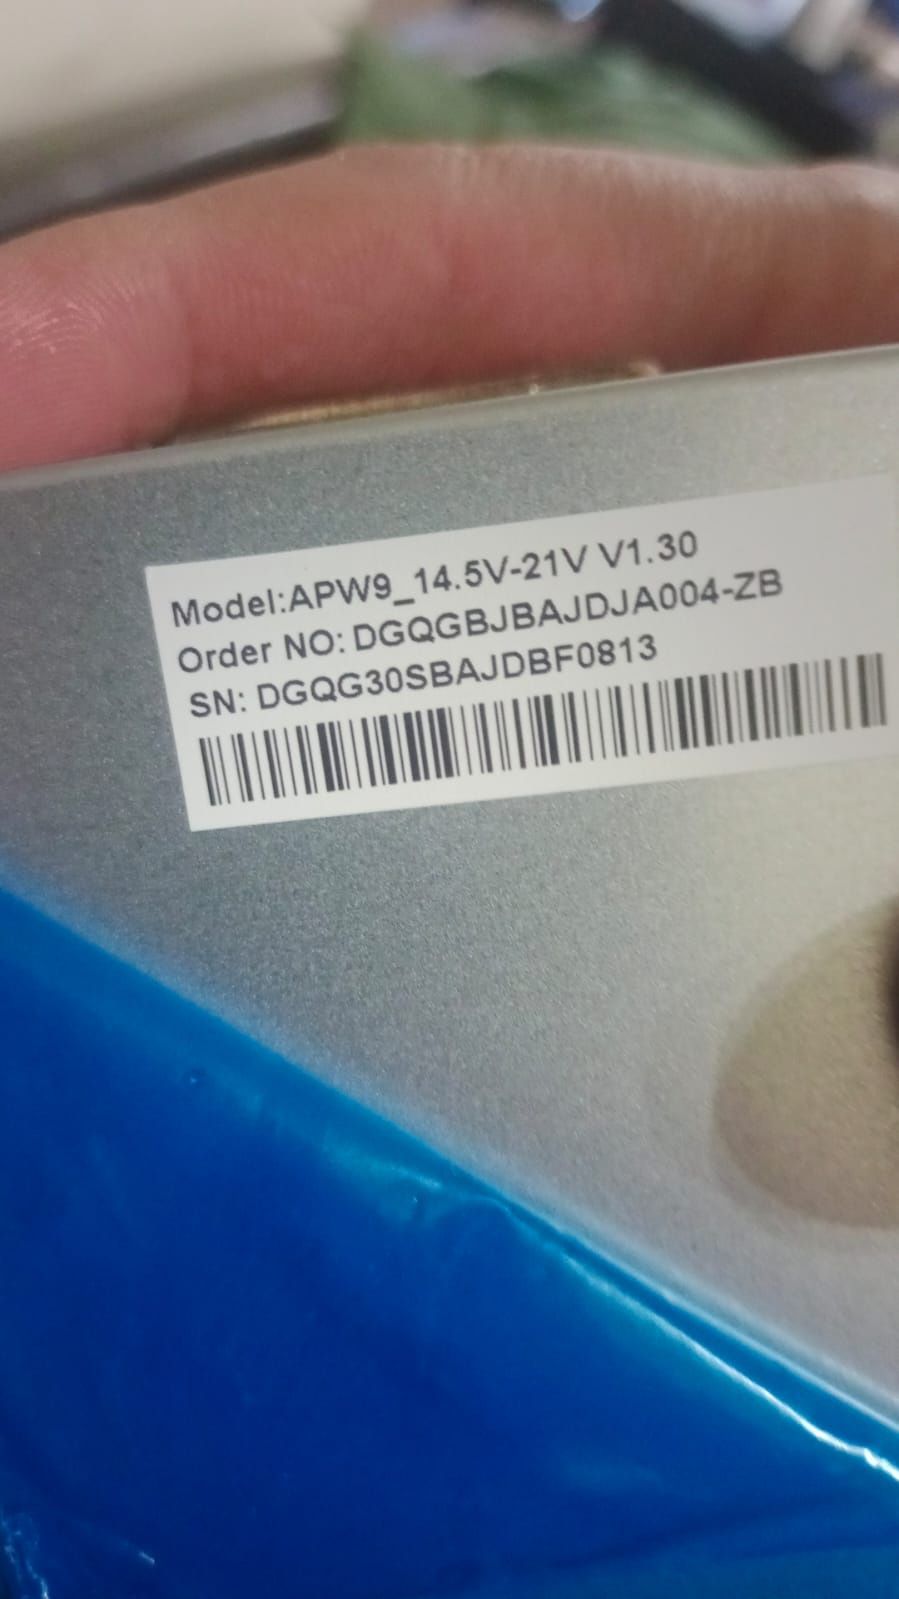 Model:APW9_14.5V-21V V1.30
Order NO: DGQGBJBAJDJA004-ZB
SN: DGQG30SBAJDBF0813